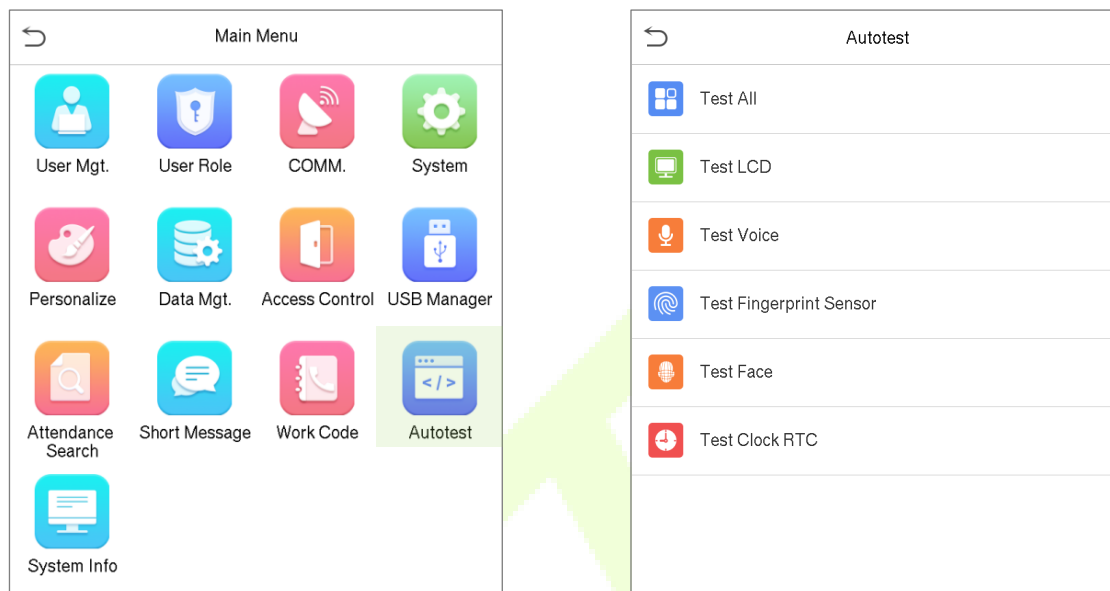 Main Menu
User Mgt.
User Role
COMM.
System
Personalize
Data Mgt.
Access Control
USB Manager
Attendance
Search
Short Message
Work Code
</>
Autotest
System Info
Autotest
Test All
Test LCD
Test Voice
Test Fingerprint Sensor
Test Face
Test Clock RTC